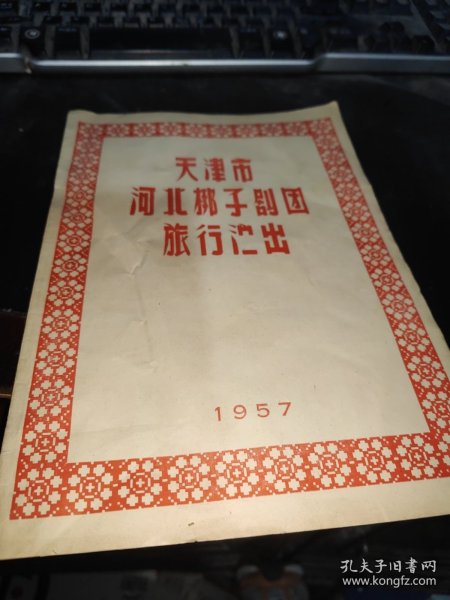 天津市
河北梆子剧团
旅行演出
1957
孔夫子旧书网
www.kongfz.com